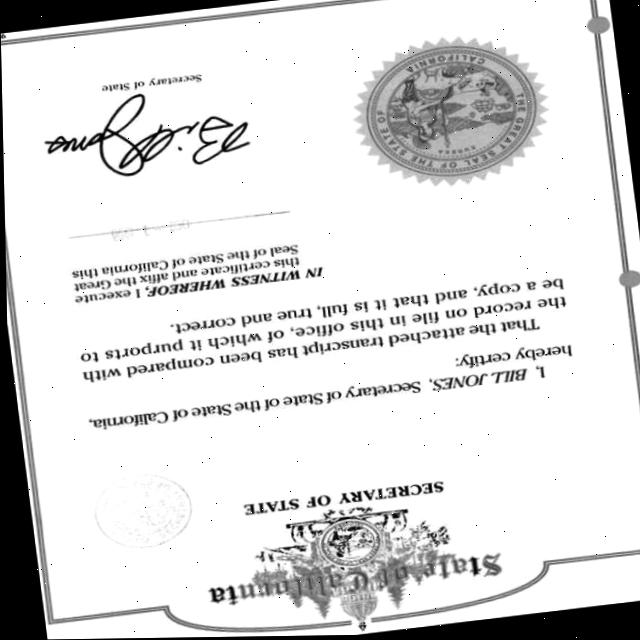 State of California
SECRETARY OF STATE
I, BILL JONES, Secretary of State of the State of California,
hereby certify:
That the attached transcript has been compared with
the record on file in this office, of which it purports to
be a copy, and that it is full, true and correct.
IN WITNESS WHEREOF, I execute
this certificate and affix the Great
Seal of the State of California this
THE GREAT SEAL OF THE STATE OF CALIFORNIA
EUREKA
Bill Jones
Secretary of State